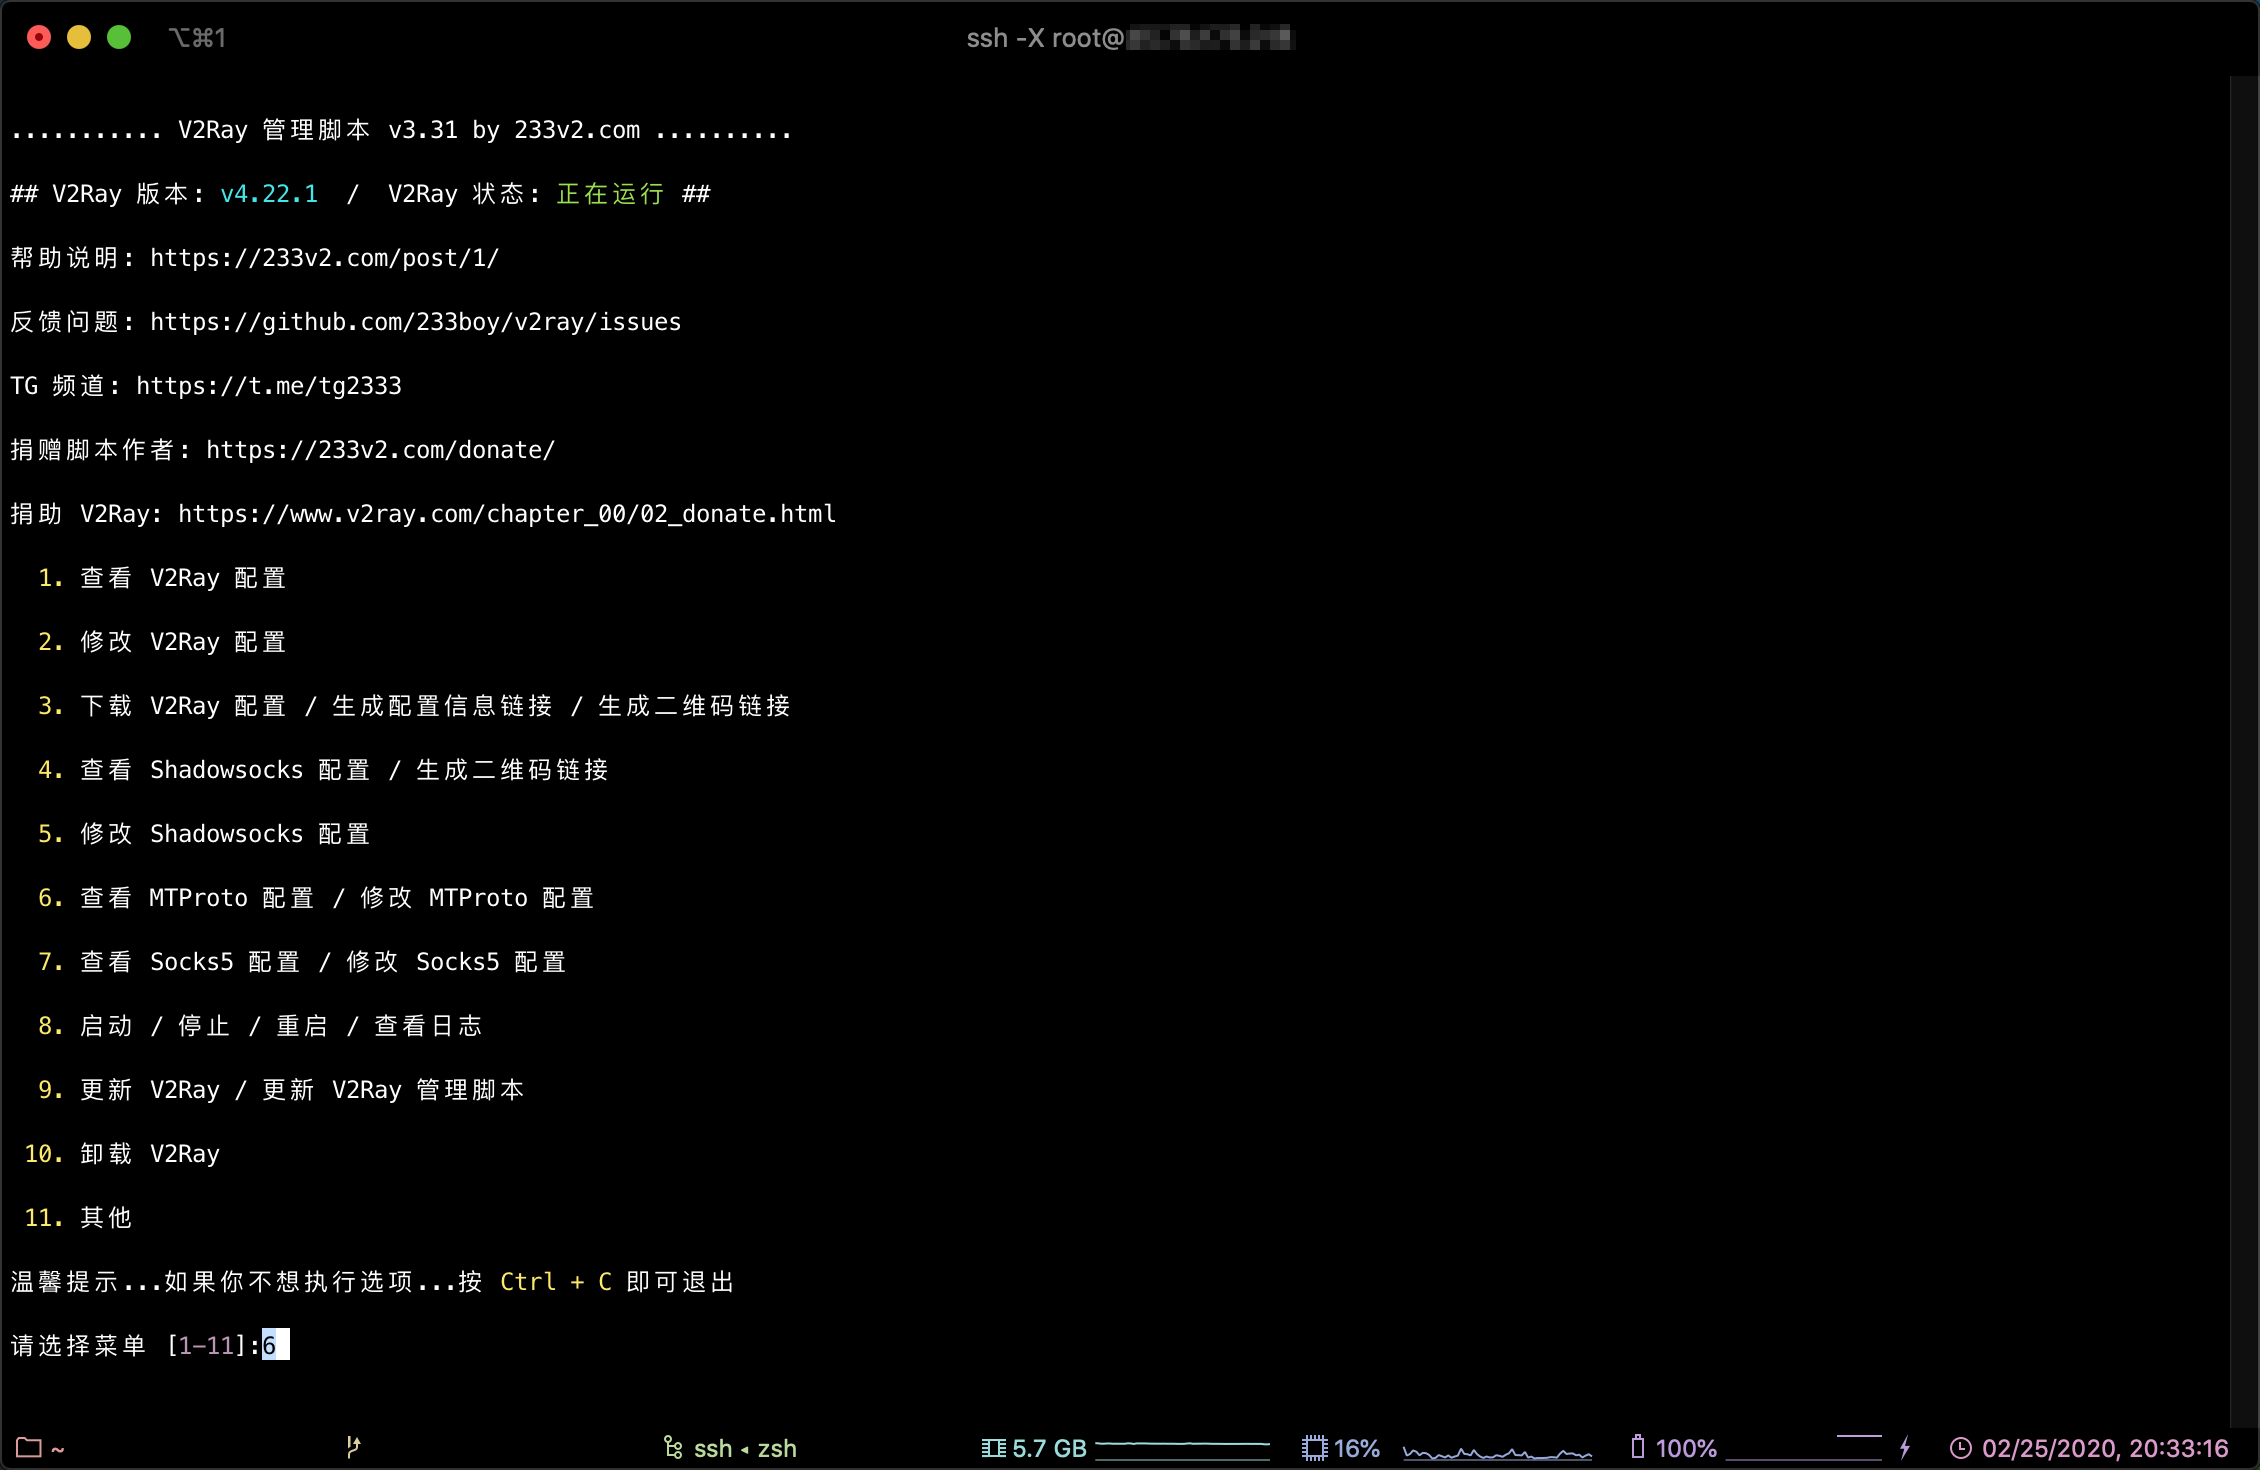 ⌥⌘1
ssh -X root@
........... V2Ray 管理脚本 v3.31 by 233v2.com ..........
## V2Ray 版本: v4.22.1  /  V2Ray 状态: 正在运行 ##
帮助说明: https://233v2.com/post/1/
反馈问题: https://github.com/233boy/v2ray/issues
TG 频道: https://t.me/tg2333
捐赠脚本作者: https://233v2.com/donate/
捐助 V2Ray: https://www.v2ray.com/chapter_00/02_donate.html
1. 查看 V2Ray 配置
2. 修改 V2Ray 配置
3. 下载 V2Ray 配置 / 生成配置信息链接 / 生成二维码链接
4. 查看 Shadowsocks 配置 / 生成二维码链接
5. 修改 Shadowsocks 配置
6. 查看 MTProto 配置 / 修改 MTProto 配置
7. 查看 Socks5 配置 / 修改 Socks5 配置
8. 启动 / 停止 / 重启 / 查看日志
9. 更新 V2Ray / 更新 V2Ray 管理脚本
10. 卸载 V2Ray
11. 其他
温馨提示...如果你不想执行选项...按 Ctrl + C 即可退出
请选择菜单 [1-11]:6
~ ssh ◂ zsh 5.7 GB 16% 100% 02/25/2020, 20:33:16